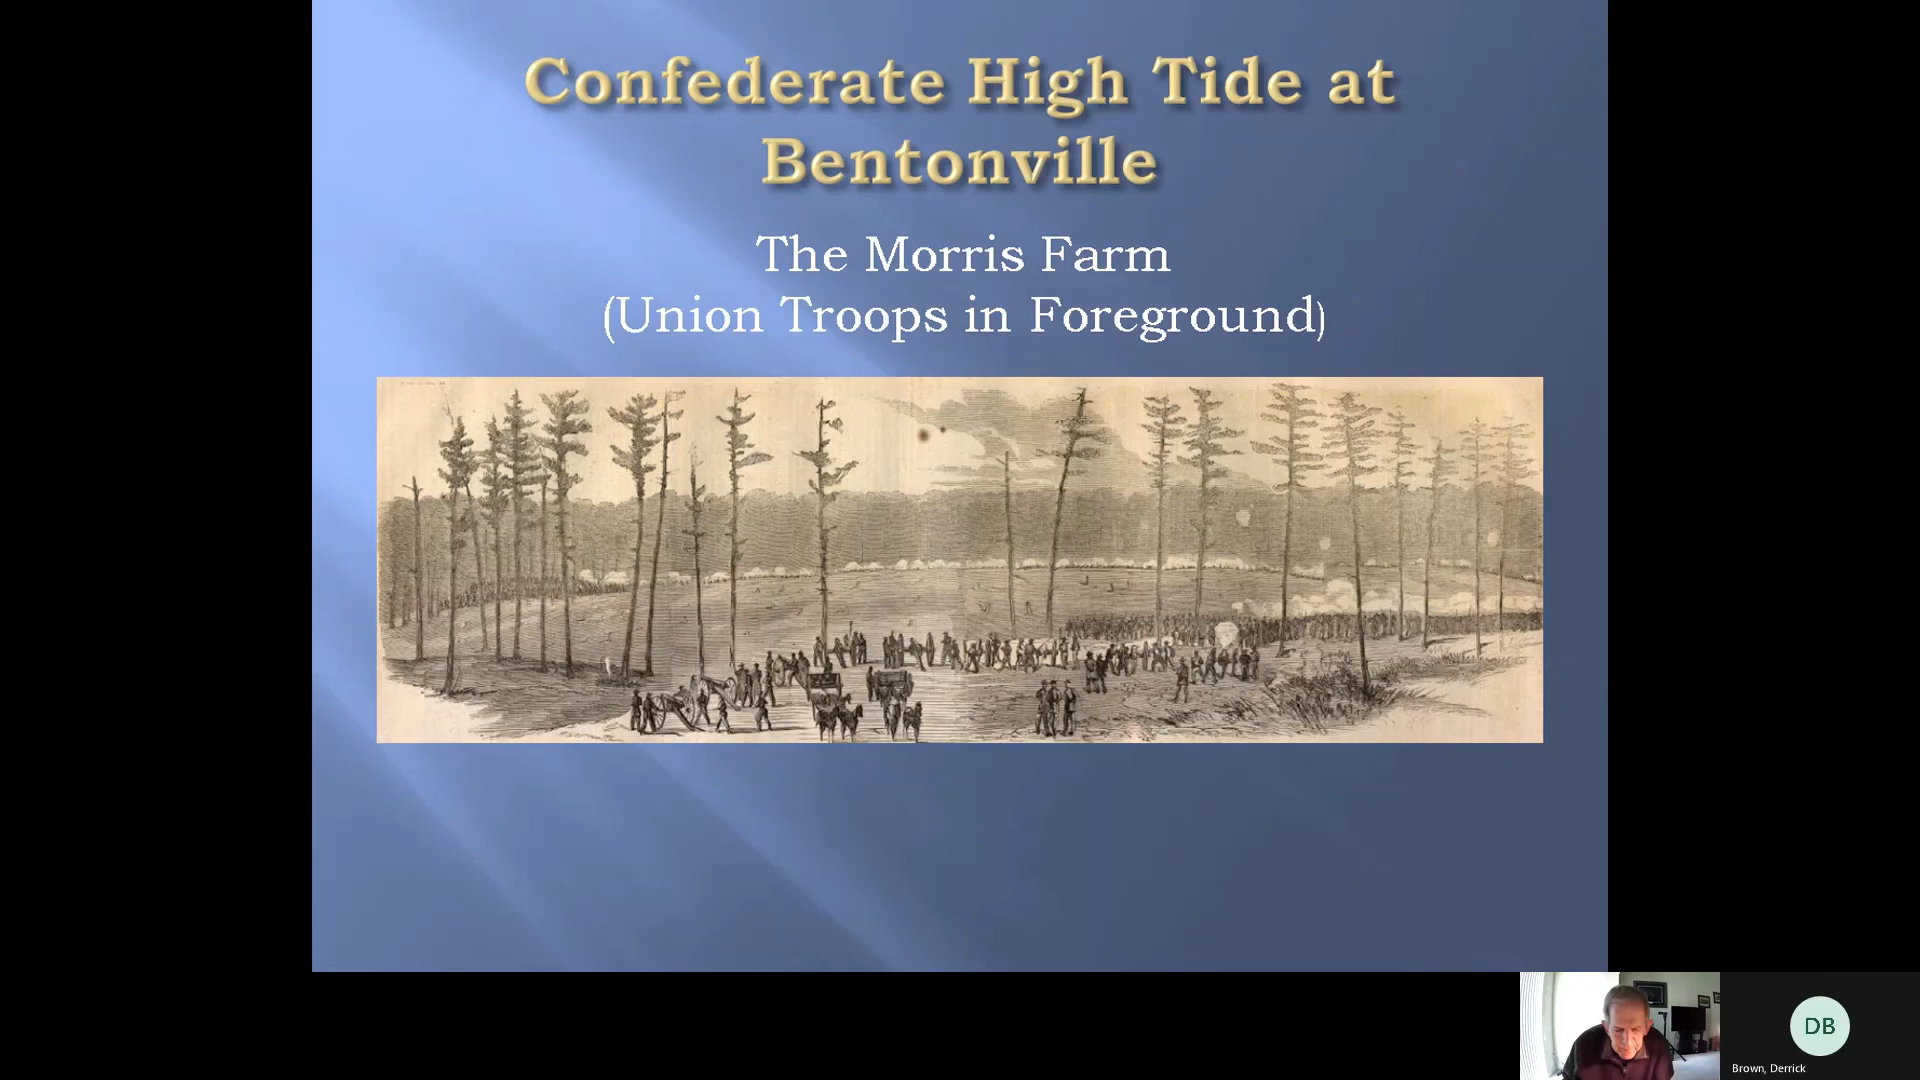 Confederate High Tide at
Bentonville
The Morris Farm
(Union Troops in Foreground)
DB
Brown, Derrick